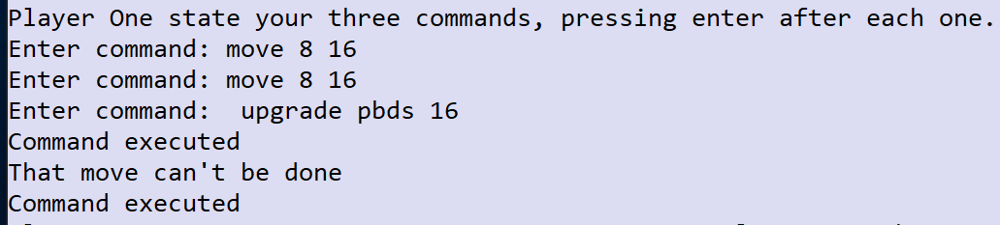 Player One state your three commands, pressing enter after each one.
Enter command: move 8 16
Enter command: move 8 16
Enter command:  upgrade pbds 16
Command executed
That move can't be done
Command executed